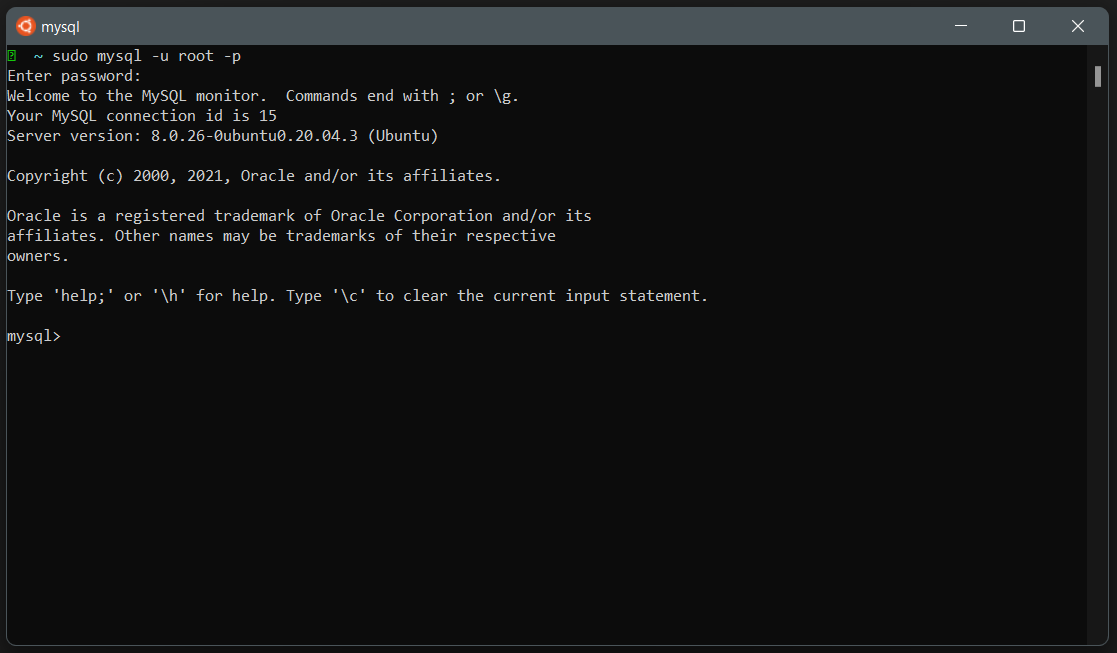 mysql
~ sudo mysql -u root -p
Enter password:
Welcome to the MySQL monitor.  Commands end with ; or \g.
Your MySQL connection id is 15
Server version: 8.0.26-0ubuntu0.20.04.3 (Ubuntu)
Copyright (c) 2000, 2021, Oracle and/or its affiliates.
Oracle is a registered trademark of Oracle Corporation and/or its
affiliates. Other names may be trademarks of their respective
owners.
Type 'help;' or '\h' for help. Type '\c' to clear the current input statement.
mysql>